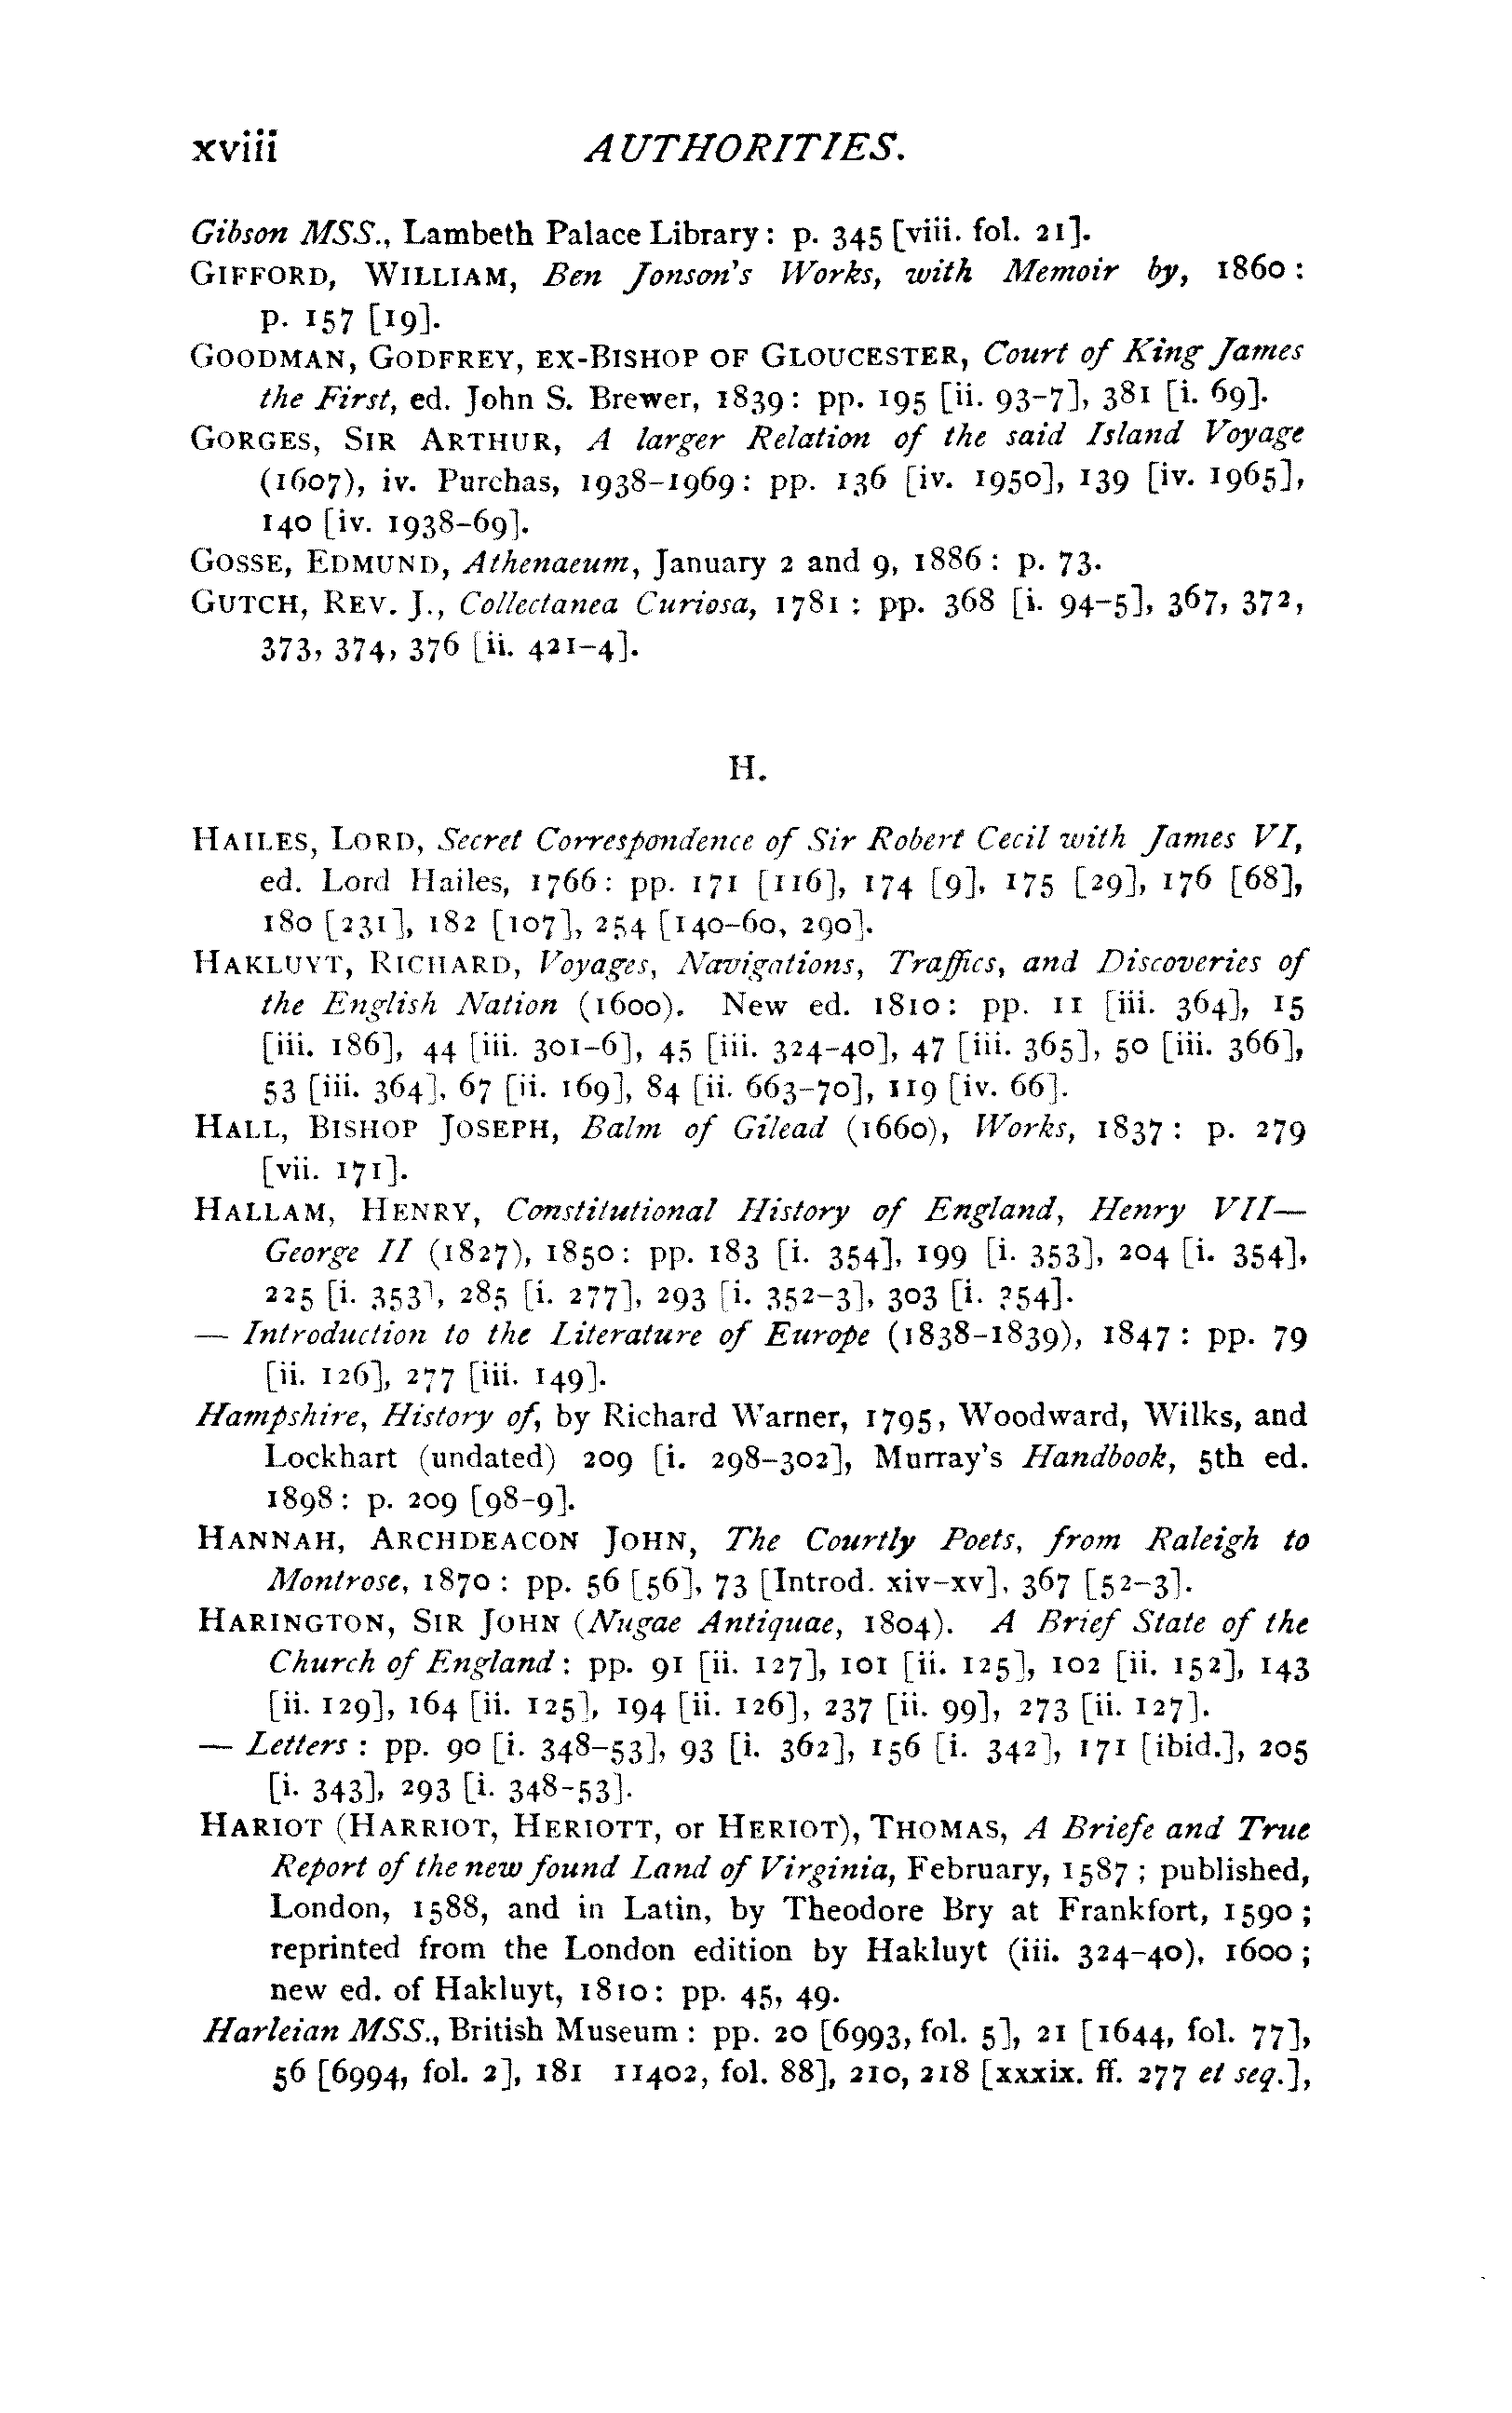 xviii AUTHORITIES.
Gibson MSS., Lambeth Palace Library: p. 345 [viii. fol. 21].
GIFFORD, WILLIAM, Ben Jonson's Works, with Memoir by, 1860:
p. 157 [19].
GOODMAN, GODFREY, EX-BISHOP OF GLOUCESTER, Court of King James
the First, ed. John S. Brewer, 1839: pp. 195 [ii. 93-7], 381 [i. 69].
GORGES, SIR ARTHUR, A larger Relation of the said Island Voyage
(1607), iv. Purchas, 1938-1969: pp. 136 [iv. 1950], 139 [iv. 1965],
140 [iv. 1938-69].
GOSSE, EDMUND, Athenaeum, January 2 and 9, 1886: p. 73.
GUTCH, REV. J., Collectanea Curiosa, 1781: pp. 368 [i. 94-5], 367, 372,
373, 374, 376 [ii. 421-4].
H.
HAILES, LORD, Secret Correspondence of Sir Robert Cecil with James VI,
ed. Lord Hailes, 1766: pp. 171 [116], 174 [9], 175 [29], 176 [68],
180 [231], 182 [107], 254 [140-60, 290].
HAKLUYT, RICHARD, Voyages, Navigations, Traffics, and Discoveries of
the English Nation (1600). New ed. 1810: pp. 11 [iii. 364], 15
[iii. 186], 44 [iii. 301-6], 45 [iii. 324-40], 47 [iii. 365], 50 [iii. 366],
53 [iii. 364], 67 [ii. 169], 84 [ii. 663-70], 119 [iv. 66].
HALL, BISHOP JOSEPH, Balm of Gilead (1660), Works, 1837: p. 279
[vii. 171].
HALLAM, HENRY, Constitutional History of England, Henry VII—
George II (1827), 1850: pp. 183 [i. 354], 199 [i. 353], 204 [i. 354],
225 [i. 353], 285 [i. 277], 293 [i. 352-3], 303 [i. 354].
— Introduction to the Literature of Europe (1838-1839), 1847: pp. 79
[ii. 126], 277 [iii. 149].
Hampshire, History of, by Richard Warner, 1795, Woodward, Wilks, and
Lockhart (undated) 209 [i. 298-302], Murray's Handbook, 5th ed.
1898: p. 209 [98-9].
HANNAH, ARCHDEACON JOHN, The Courtly Poets, from Raleigh to
Montrose, 1870: pp. 56 [56], 73 [Introd. xiv-xv], 367 [52-3].
HARINGTON, SIR JOHN (Nugae Antiquae, 1804). A Brief State of the
Church of England: pp. 91 [ii. 127], 101 [ii. 125], 102 [ii. 152], 143
[ii. 129], 164 [ii. 125], 194 [ii. 126], 237 [ii. 99], 273 [ii. 127].
— Letters: pp. 90 [i. 348-53], 93 [i. 362], 156 [i. 342], 171 [ibid.], 205
[i. 343], 293 [i. 348-53].
HARIOT (HARRIOT, HERIOTT, or HERIOT), THOMAS, A Briefe and True
Report of the new found Land of Virginia, February, 1587; published,
London, 1588, and in Latin, by Theodore Bry at Frankfort, 1590;
reprinted from the London edition by Hakluyt (iii. 324-40), 1600;
new ed. of Hakluyt, 1810: pp. 45, 49.
Harleian MSS., British Museum: pp. 20 [6993, fol. 5], 21 [1644, fol. 77],
56 [6994, fol. 2], 181 11402, fol. 88], 210, 218 [xxxix. ff. 277 et seq.],